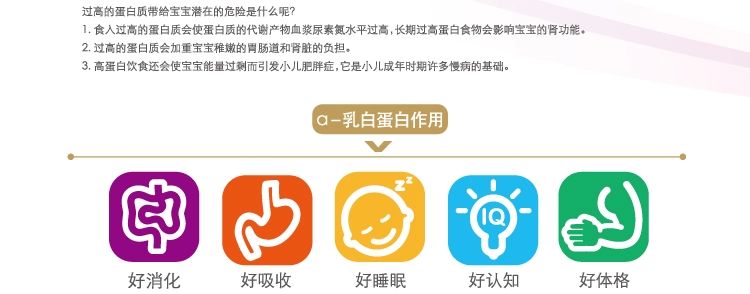 过高的蛋白质带给宝宝潜在的危险是什么呢?
1. 食入过高的蛋白质会使蛋白质的代谢产物血浆尿素氮水平过高,长期过高蛋白食物会影响宝宝的肾功能。
2. 过高的蛋白质会加重宝宝稚嫩的胃肠道和肾脏的负担。
3. 高蛋白饮食还会使宝宝能量过剩而引发小儿肥胖症,它是小儿成年时期许多慢病的基础。
α-乳白蛋白作用
zzz
IQ
好消化
好吸收
好睡眠
好认知
好体格